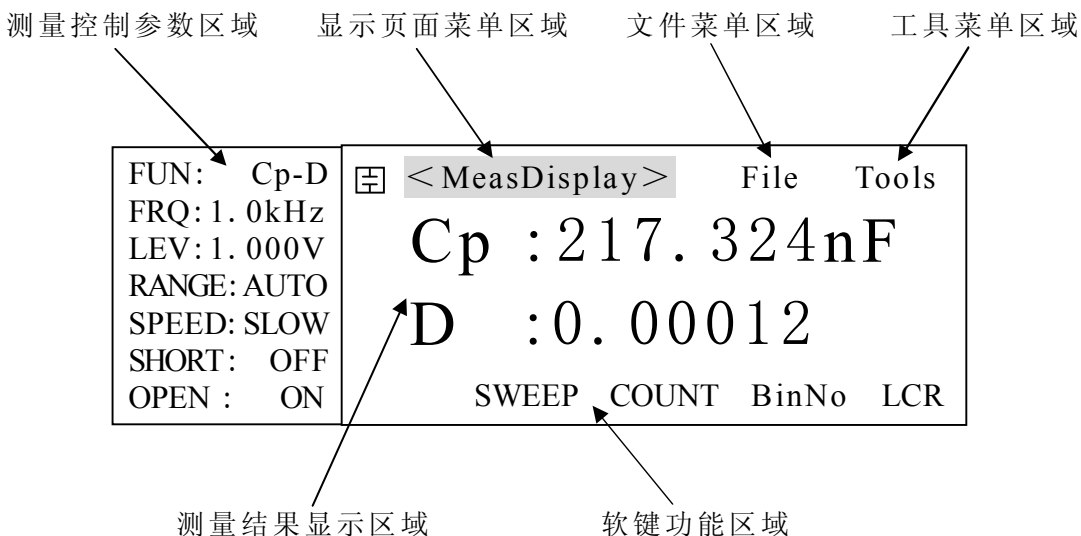 测量控制参数区域 显示页面菜单区域 文件菜单区域 工具菜单区域
FUN: Cp-D
FRQ:1. 0kHz
LEV:1. 000V
RANGE:AUTO
SPEED:SLOW
SHORT: OFF
OPEN : ON
<MeasDisplay> File Tools
Cp :217. 324nF
D :0. 00012
SWEEP COUNT BinNo LCR
测量结果显示区域 软键功能区域